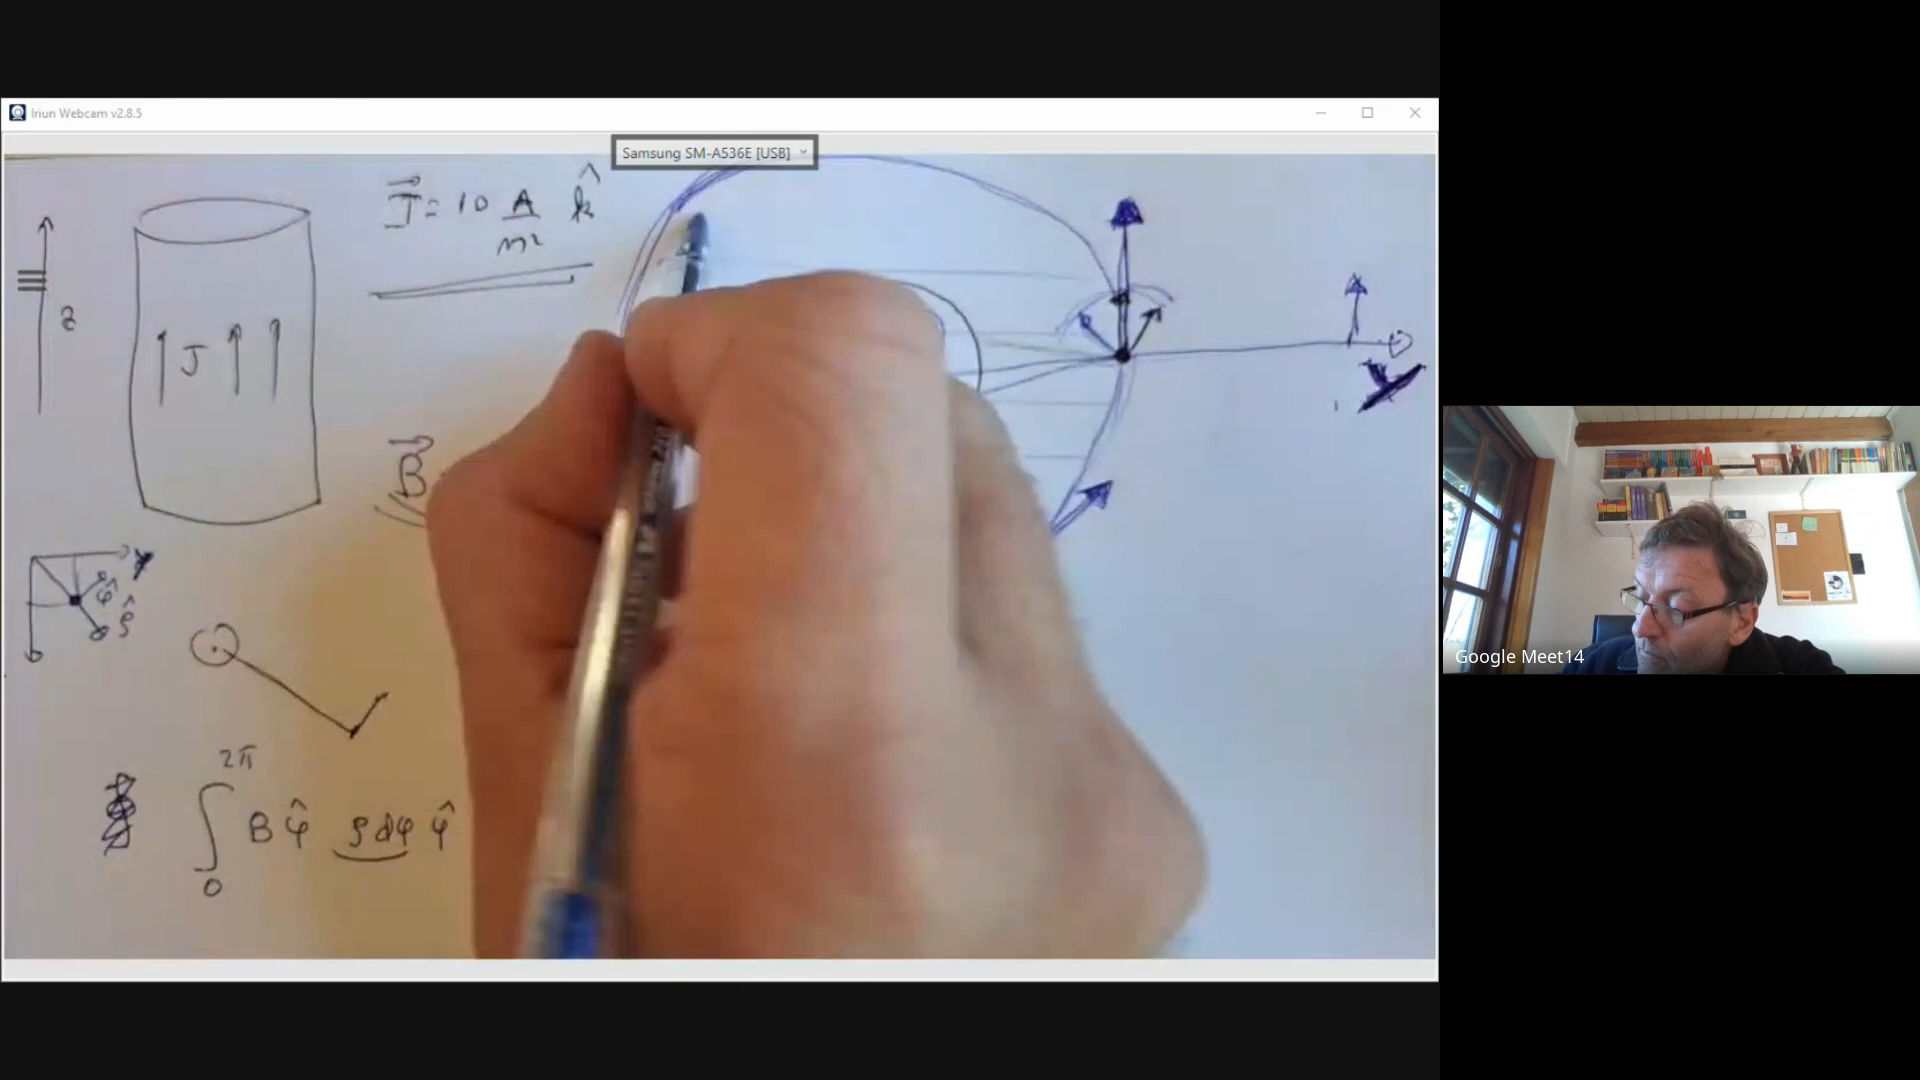 Iriun Webcam v2.8.5
Samsung SM-A536E [USB]
J = 10 A/m² k̂
z
J
B
y
φ̂
ρ̂
2π
∫ B φ̂ ρ dφ φ̂
0
y
Google Meet14